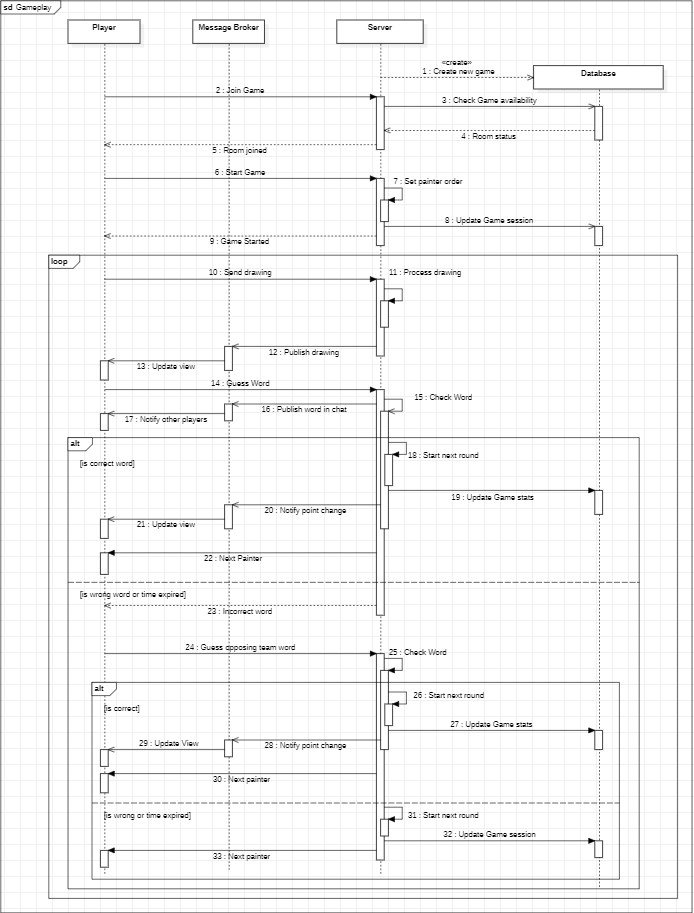 sd Gameplay
Player
Message Broker
Server
«create»
1 : Create new game
Database
2 : Join Game
3 : Check Game availability
4 : Room status
5 : Room joined
6 : Start Game
7 : Set painter order
8 : Update Game session
9 : Game Started
loop
10 : Send drawing
11 : Process drawing
12 : Publish drawing
13 : Update view
14 : Guess Word
15 : Check Word
16 : Publish word in chat
17 : Notify other players
alt
[is correct word]
18 : Start next round
19 : Update Game stats
20 : Notify point change
21 : Update view
22 : Next Painter
[is wrong word or time expired]
23 : Incorrect word
24 : Guess opposing team word
25 : Check Word
alt
26 : Start next round
[is correct]
27 : Update Game stats
28 : Notify point change
29 : Update View
30 : Next painter
[is wrong or time expired]
31 : Start next round
32 : Update Game session
33 : Next painter